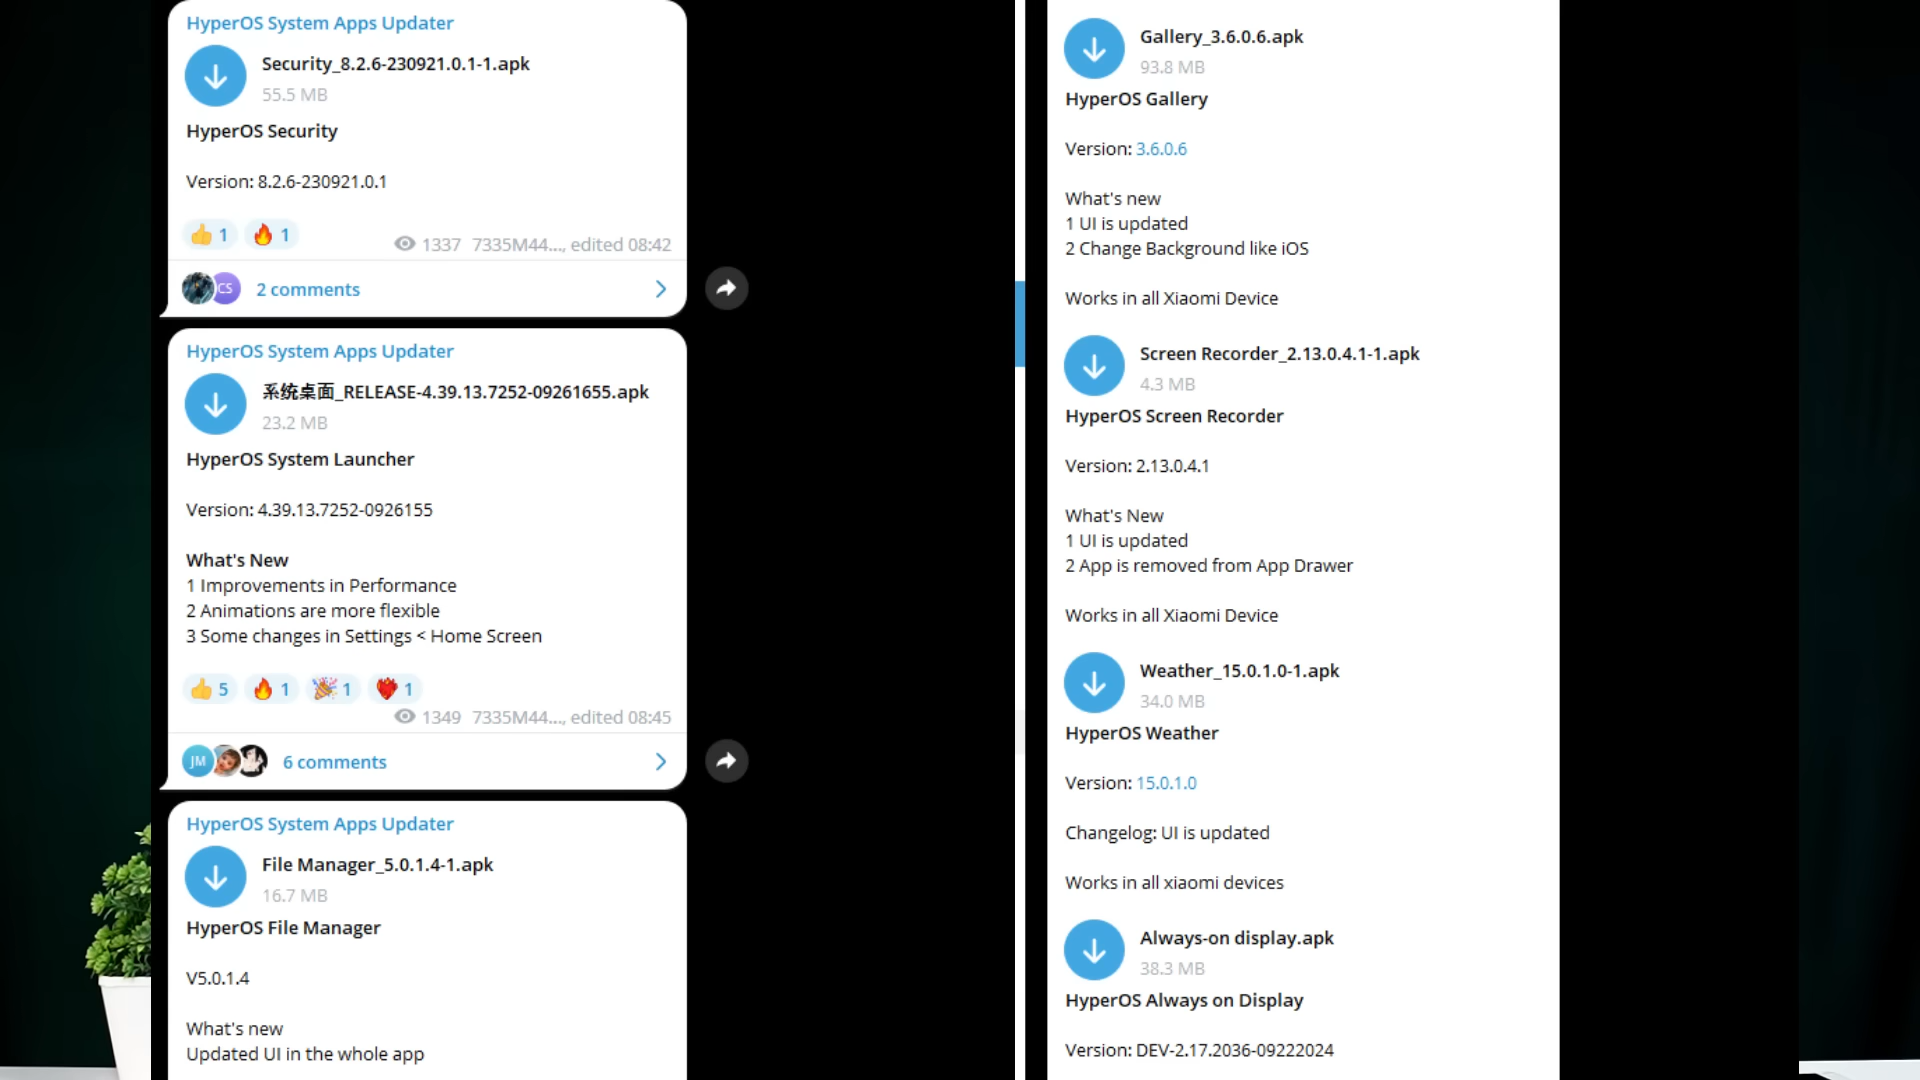 HyperOS System Apps Updater
Security_8.2.6-230921.0.1-1.apk
55.5 MB
HyperOS Security
Version: 8.2.6-230921.0.1
👍 1 🔥 1
1337 7335M44..., edited 08:42
CS
2 comments
HyperOS System Apps Updater
系统桌面_RELEASE-4.39.13.7252-09261655.apk
23.2 MB
HyperOS System Launcher
Version: 4.39.13.7252-0926155
What's New
1 Improvements in Performance
2 Animations are more flexible
3 Some changes in Settings < Home Screen
👍 5 🔥 1 🎉 1 ❤️‍🔥 1
1349 7335M44..., edited 08:45
JM
6 comments
HyperOS System Apps Updater
File Manager_5.0.1.4-1.apk
16.7 MB
HyperOS File Manager
V5.0.1.4
What's new
Updated UI in the whole app
Gallery_3.6.0.6.apk
93.8 MB
HyperOS Gallery
Version: 3.6.0.6
What's new
1 UI is updated
2 Change Background like iOS
Works in all Xiaomi Device
Screen Recorder_2.13.0.4.1-1.apk
4.3 MB
HyperOS Screen Recorder
Version: 2.13.0.4.1
What's New
1 UI is updated
2 App is removed from App Drawer
Works in all Xiaomi Device
Weather_15.0.1.0-1.apk
34.0 MB
HyperOS Weather
Version: 15.0.1.0
Changelog: UI is updated
Works in all xiaomi devices
Always-on display.apk
38.3 MB
HyperOS Always on Display
Version: DEV-2.17.2036-09222024